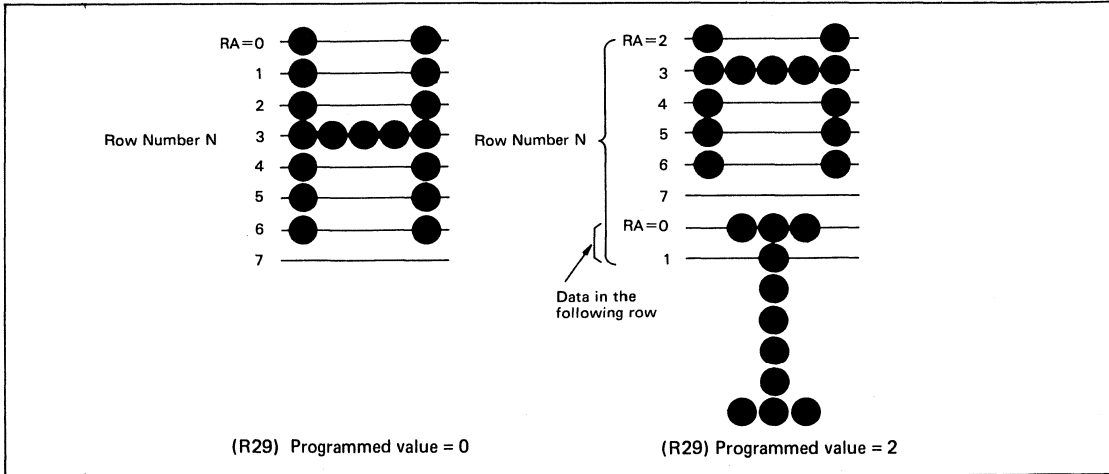 RA=0
1
2
Row Number N
3
4
5
6
7
(R29) Programmed value = 0
RA=2
3
4
Row Number N
5
6
7
RA=0
1
Data in the
following row
(R29) Programmed value = 2